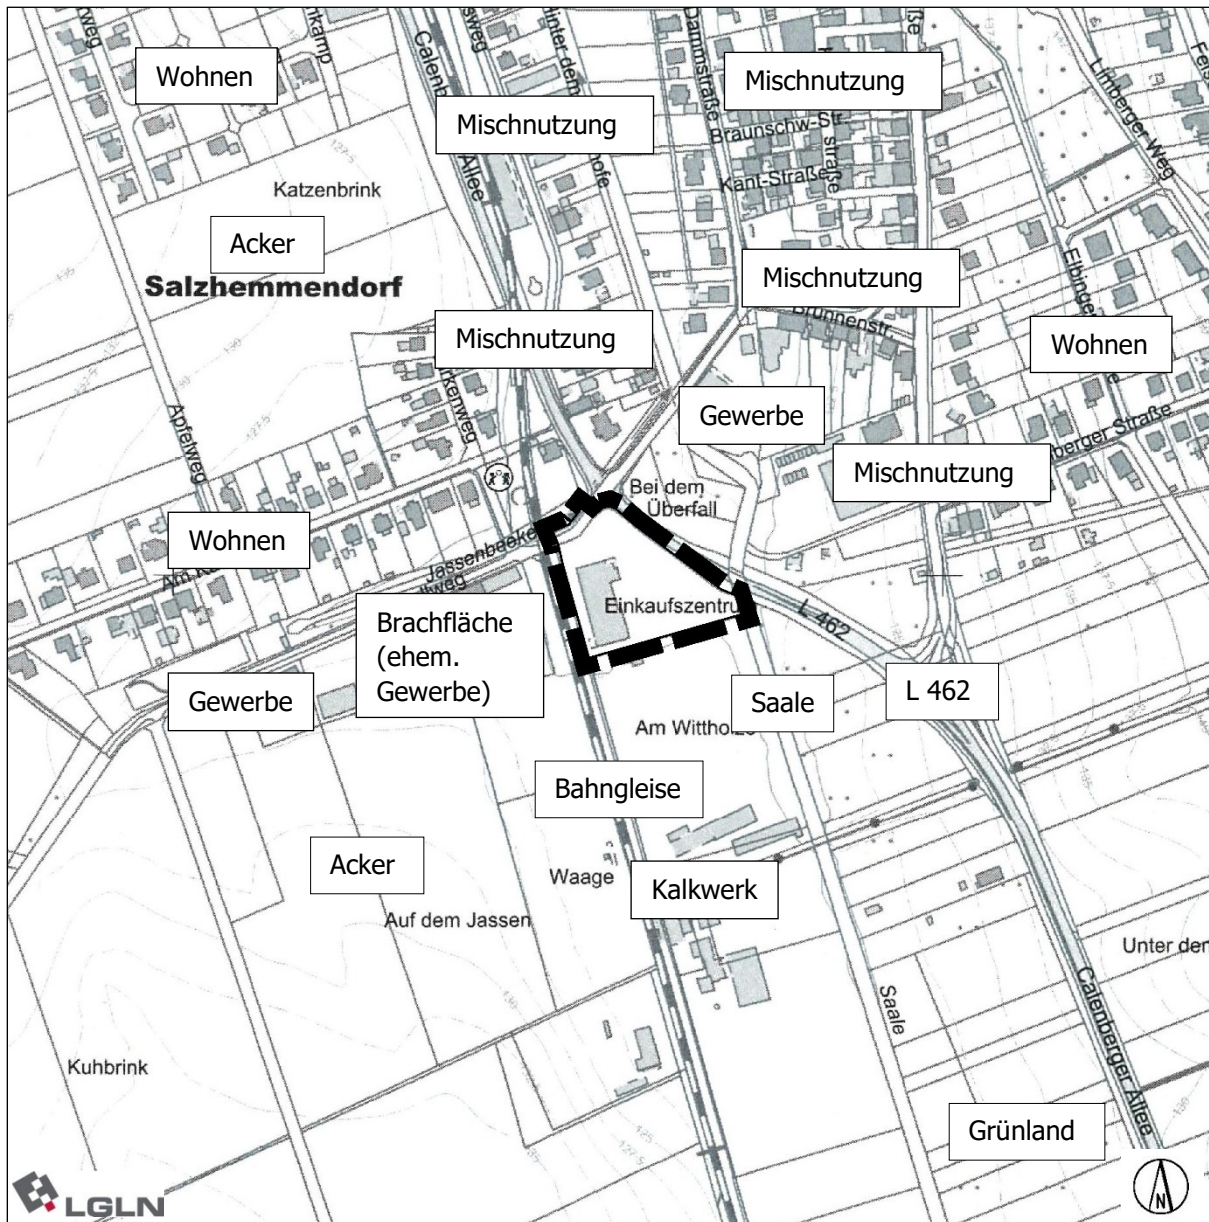 Wohnen
Mischnutzung
Mischnutzung
Dammstraße
Braunschw-Str.
Kant-Straße
straße
Limberger Weg
Katzenbrink
Acker
Salzhemmendorf
Mischnutzung
Mischnutzung
Brunnenstr.
Wohnen
Apfelweg
Gewerbe
Mischnutzung
Bei dem
Überfall
Wohnen
Einkaufszentru
L 462
Brachfläche
(ehem.
Gewerbe)
Gewerbe
Saale
L 462
Am Wittholze
Bahngleise
Acker
Waage
Kalkwerk
Auf dem Jassen
Unter den
Saale
Calenberger Allee
Kuhbrink
Grünland
LGLN
N